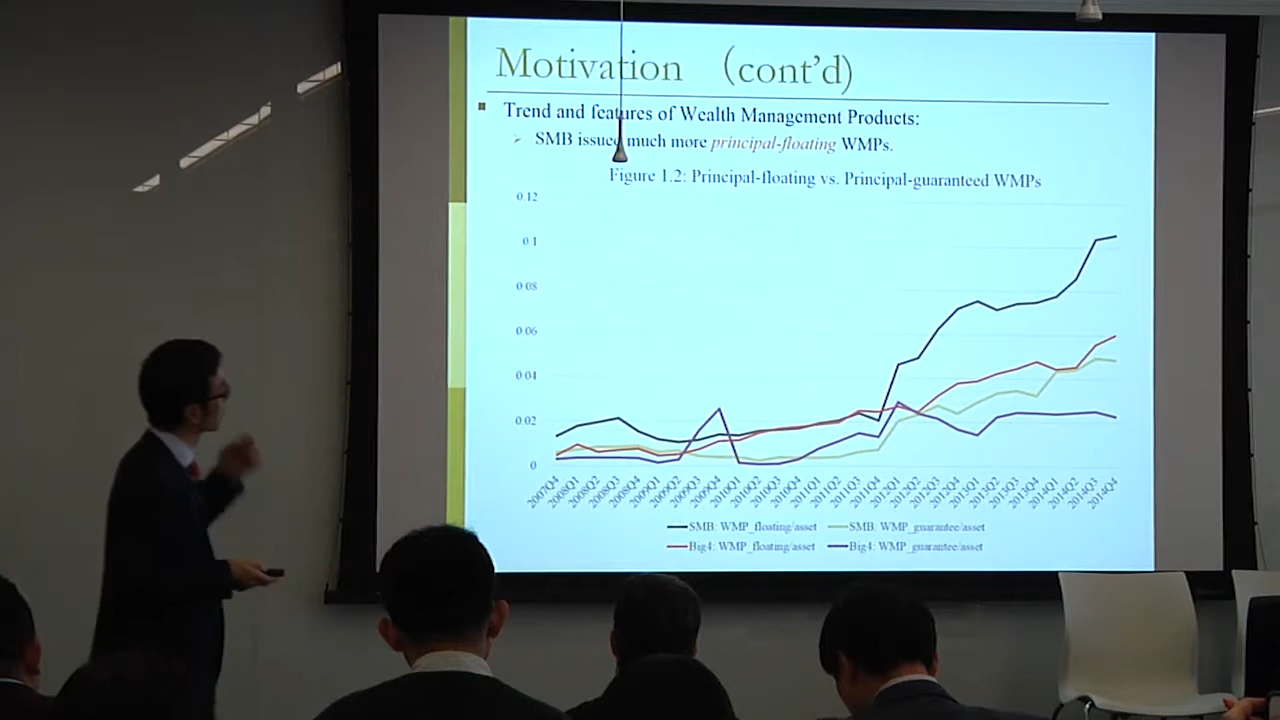 Motivation (cont'd)
Trend and features of Wealth Management Products:
SMB issued much more principal-floating WMPs.
Figure 1.2: Principal-floating vs. Principal-guaranteed WMPs
0.12
0.1
0.08
0.06
0.04
0.02
0
2007Q4 2008Q1 2008Q2 2008Q3 2008Q4 2009Q1 2009Q2 2009Q3 2009Q4 2010Q1 2010Q2 2010Q3 2010Q4 2011Q1 2011Q2 2011Q3 2011Q4 2012Q1 2012Q2 2012Q3 2012Q4 2013Q1 2013Q2 2013Q3 2013Q4 2014Q1 2014Q2 2014Q3 2014Q4
SMB: WMP_floating/asset SMB: WMP_guarantee/asset
Big4: WMP_floating/asset Big4: WMP_guarantee/asset